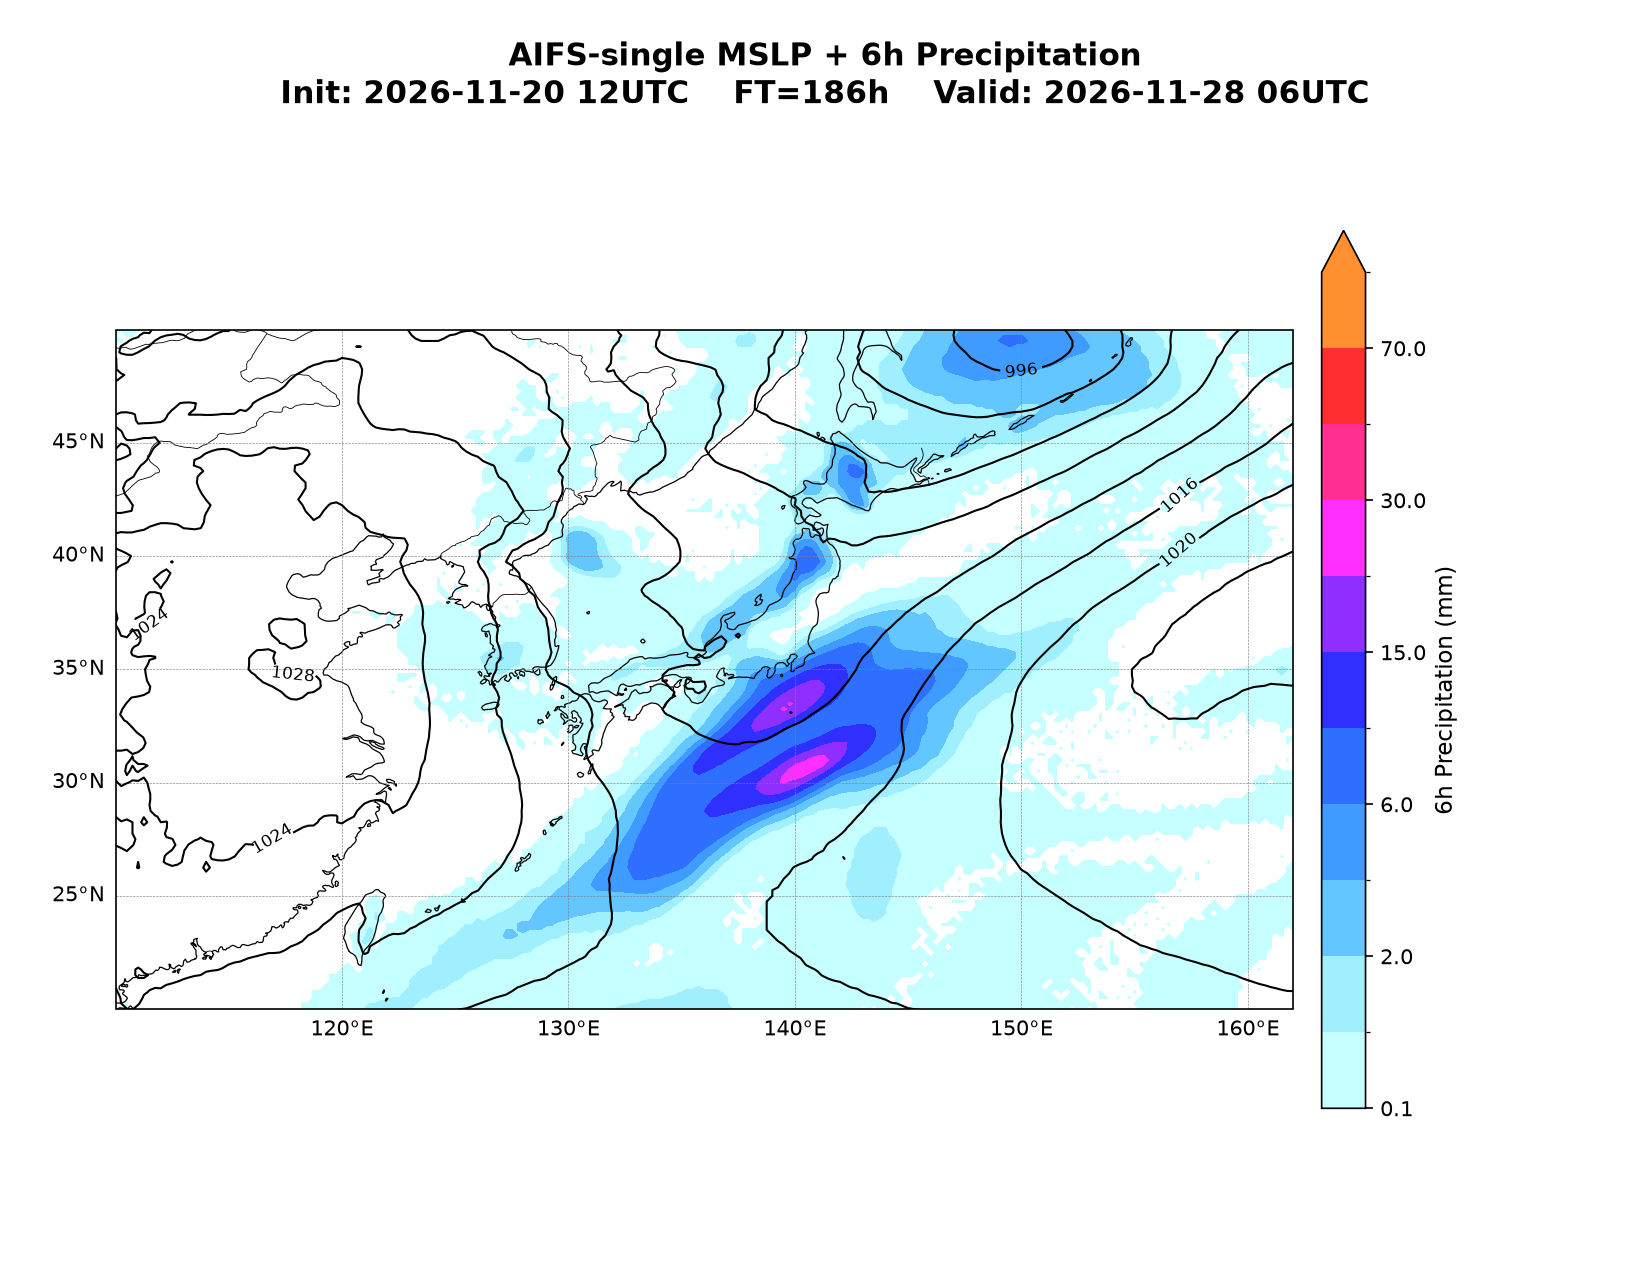 AIFS-single MSLP + 6h Precipitation
Init: 2026-11-20 12UTC    FT=186h    Valid: 2026-11-28 06UTC
996
1016
1020
1024
1028
1024
45°N
40°N
35°N
30°N
25°N
120°E
130°E
140°E
150°E
160°E
70.0
30.0
15.0
6.0
2.0
0.1
6h Precipitation (mm)